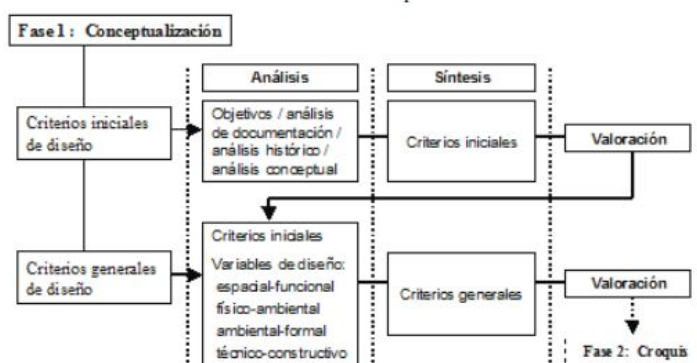 Fase 1: Conceptualización
Análisis
Síntesis
Criterios iniciales
de diseño
Objetivos / análisis
de documentación /
análisis histórico /
análisis conceptual
Criterios iniciales
Valoración
Criterios generales
de diseño
Criterios iniciales
Variables de diseño:
espacial-funcional
físico-ambiental
ambiental-formal
técnico-constructivo
Criterios generales
Valoración
Fase 2: Croquis